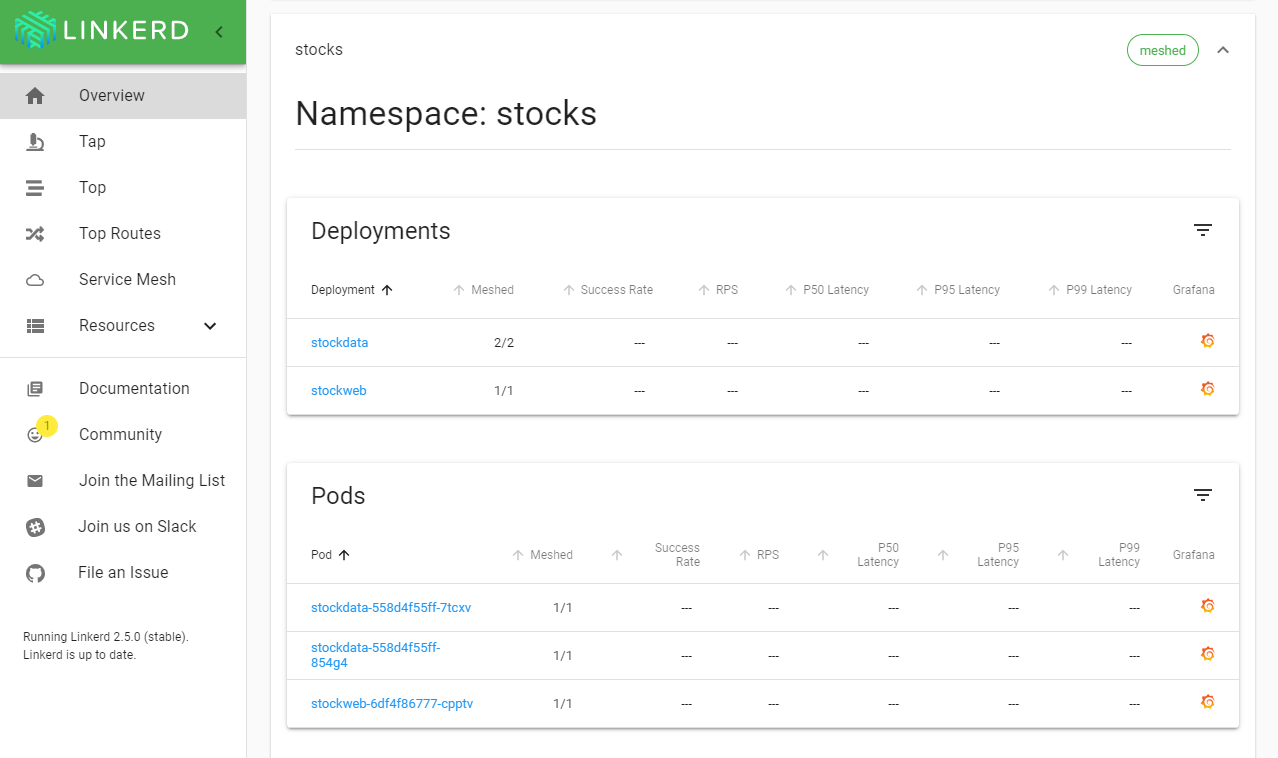 LINKERD
Overview
Tap
Top
Top Routes
Service Mesh
Resources
Documentation
1
Community
Join the Mailing List
Join us on Slack
File an Issue
Running Linkerd 2.5.0 (stable).
Linkerd is up to date.
stocks meshed
Namespace: stocks
Deployments
Deployment Meshed Success Rate RPS P50 Latency P95 Latency P99 Latency Grafana
stockdata 2/2 --- --- --- --- ---
stockweb 1/1 --- --- --- --- ---
Pods
Pod Meshed Success Rate RPS P50 Latency P95 Latency P99 Latency Grafana
stockdata-558d4f55ff-7tcxv 1/1 --- --- --- --- ---
stockdata-558d4f55ff-
854g4 1/1 --- --- --- --- ---
stockweb-6df4f86777-cpptv 1/1 --- --- --- --- ---